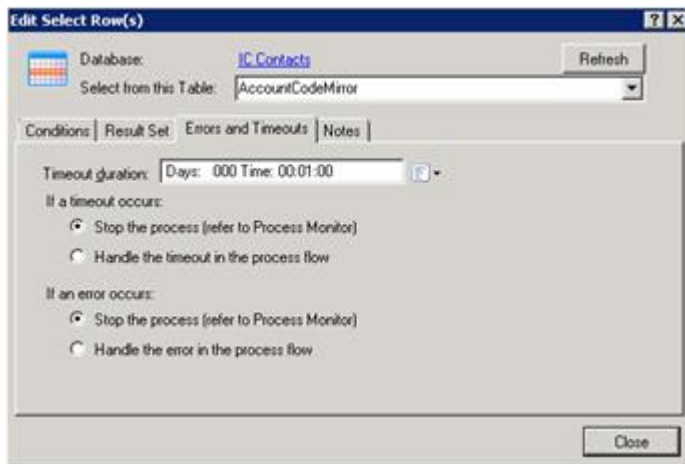 Edit Select Row(s)
Database: IC Contacts Refresh
Select from this Table: AccountCodeMirror
Conditions Result Set Errors and Timeouts Notes
Timeout duration: Days: 000 Time: 00:01:00
If a timeout occurs:
Stop the process (refer to Process Monitor)
Handle the timeout in the process flow
If an error occurs:
Stop the process (refer to Process Monitor)
Handle the error in the process flow
Close